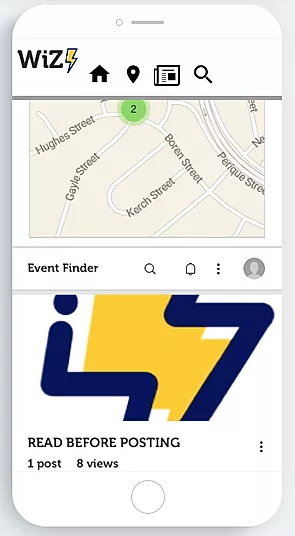 WiZ
2
Hughes Street
Gayle Street
Boren Street
Kerch Street
Perique Street
Event Finder
READ BEFORE POSTING
1 post 8 views